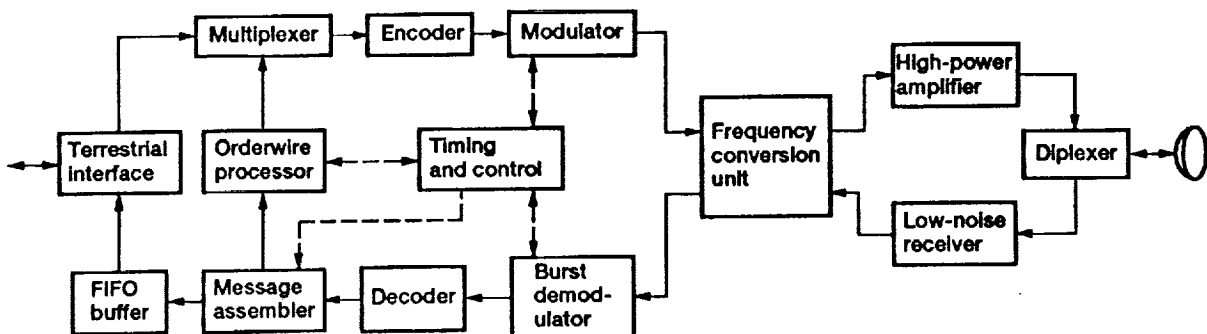 Multiplexer
Encoder
Modulator
High-power
amplifier
Terrestrial
interface
Orderwire
processor
Timing
and control
Frequency
conversion
unit
Diplexer
Low-noise
receiver
FIFO
buffer
Message
assembler
Decoder
Burst
demod-
ulator